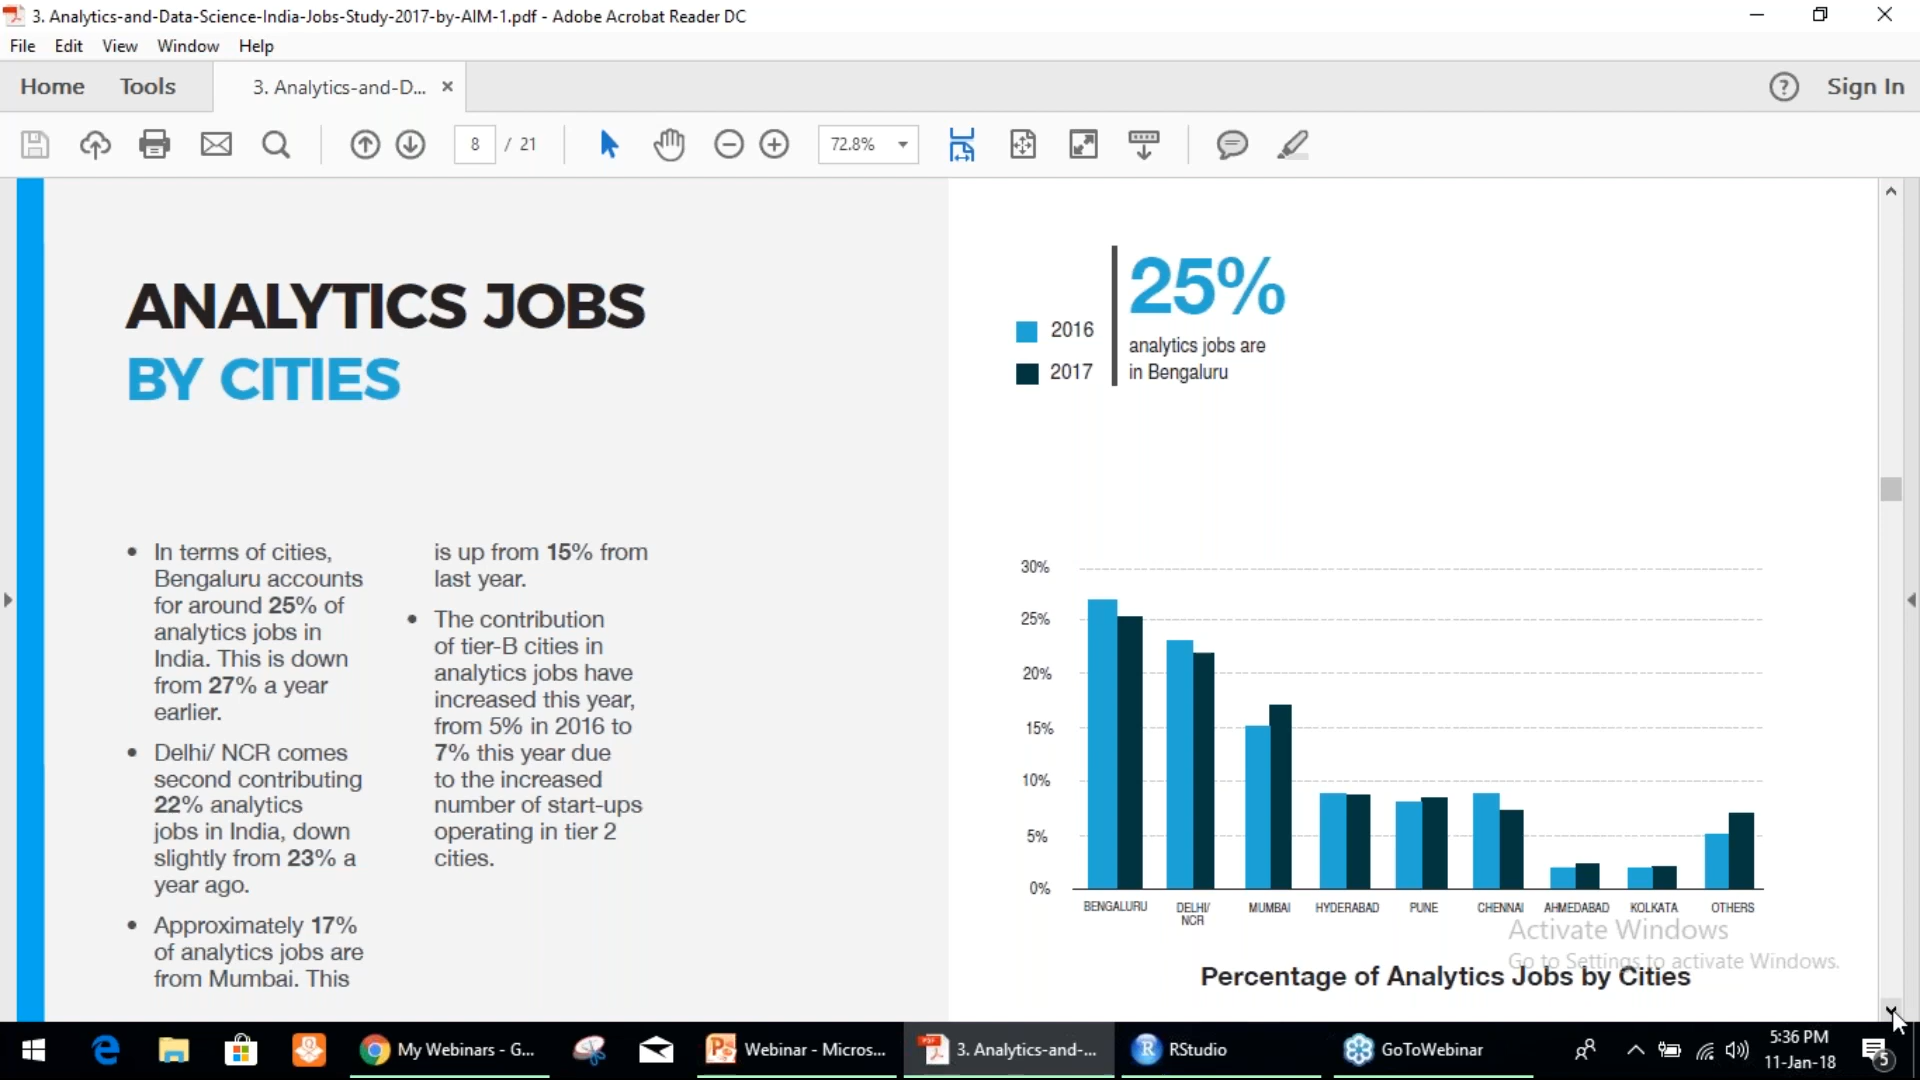 3. Analytics-and-Data-Science-India-Jobs-Study-2017-by-AIM-1.pdf - Adobe Acrobat Reader DC
File Edit View Window Help
Home Tools 3. Analytics-and-D... × ? Sign In
8 / 21 72.8%
ANALYTICS JOBS
BY CITIES
• In terms of cities,
Bengaluru accounts
for around 25% of
analytics jobs in
India. This is down
from 27% a year
earlier.
• Delhi/ NCR comes
second contributing
22% analytics
jobs in India, down
slightly from 23% a
year ago.
• Approximately 17%
of analytics jobs are
from Mumbai. This
is up from 15% from
last year.
• The contribution
of tier-B cities in
analytics jobs have
increased this year,
from 5% in 2016 to
7% this year due
to the increased
number of start-ups
operating in tier 2
cities.
2016
2017
25%
analytics jobs are
in Bengaluru
30%
25%
20%
15%
10%
5%
0%
BENGALURU DELHI/ MUMBAI HYDERABAD PUNE CHENNAI AHMEDABAD KOLKATA OTHERS
NCR
Activate Windows
Go to Settings to activate Windows.
Percentage of Analytics Jobs by Cities
My Webinars - G... Webinar - Micros... 3. Analytics-and-... RStudio GoToWebinar 5:36 PM
11-Jan-18 5